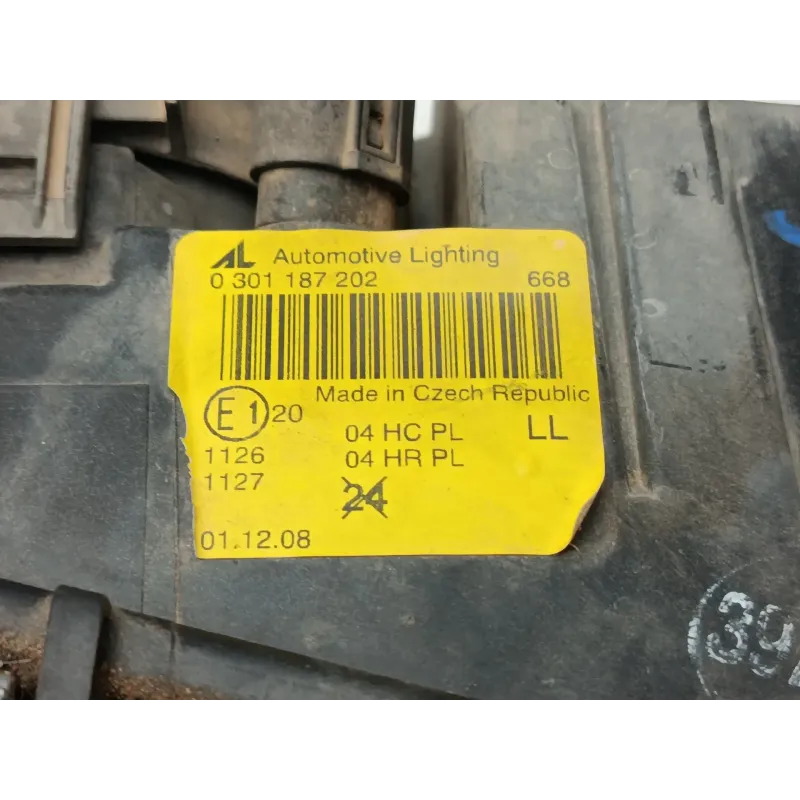 AL Automotive Lighting
0 301 187 202 668
Made in Czech Republic
E1 20
04 HC PL LL
1126 04 HR PL
1127
24
01.12.08
39